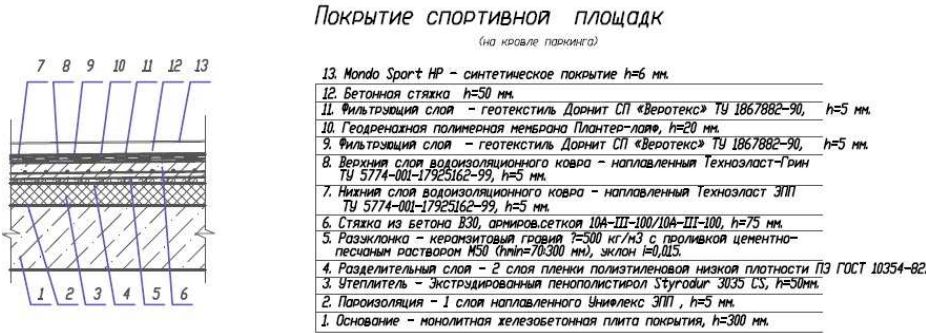 Покрытие спортивной площадк
(на кровле паркинга)
7 8 9 10 11 12 13
13. Mondo Sport HP - синтетическое покрытие h=6 мм.
12. Бетонная стяжка h=50 мм.
11. Фильтрующий слой - геотекстиль Дорнит СП «Веротекс» ТУ 1867882-90, h=5 мм.
10. Геодренажная полимерная мембрана Плантер-лайф, h=20 мм.
9. Фильтрующий слой - геотекстиль Дорнит СП «Веротекс» ТУ 1867882-90, h=5 мм.
8. Верхний слой водоизоляционного ковра - наплавленный Техноэласт-Грин
ТУ 5774-001-17925162-99, h=5 мм.
7. Нижний слой водоизоляционного ковра - наплавленный Техноэласт ЭПП
ТУ 5774-001-17925162-99, h=5 мм.
6. Стяжка из бетона В30, армиров.сеткой 10А-III-100/10А-III-100, h=75 мм.
5. Разуклонка - керамзитовый гравий ?=500 кг/м3 с проливкой цементно-
песчаным раствором М50 (hmin=70÷300 мм), уклон i=0,015.
4. Разделительный слой - 2 слоя пленки полиэтиленовой низкой плотности ПЭ ГОСТ 10354-82.
3. Утеплитель - Экструдированный пенополистирол Styrodur 3035 CS, h=50мм.
2. Пароизоляция - 1 слой наплавленного Унифлекс ЭПП , h=5 мм.
1. Основание - монолитная железобетонная плита покрытия, h=300 мм.
1 2 3 4 5 6